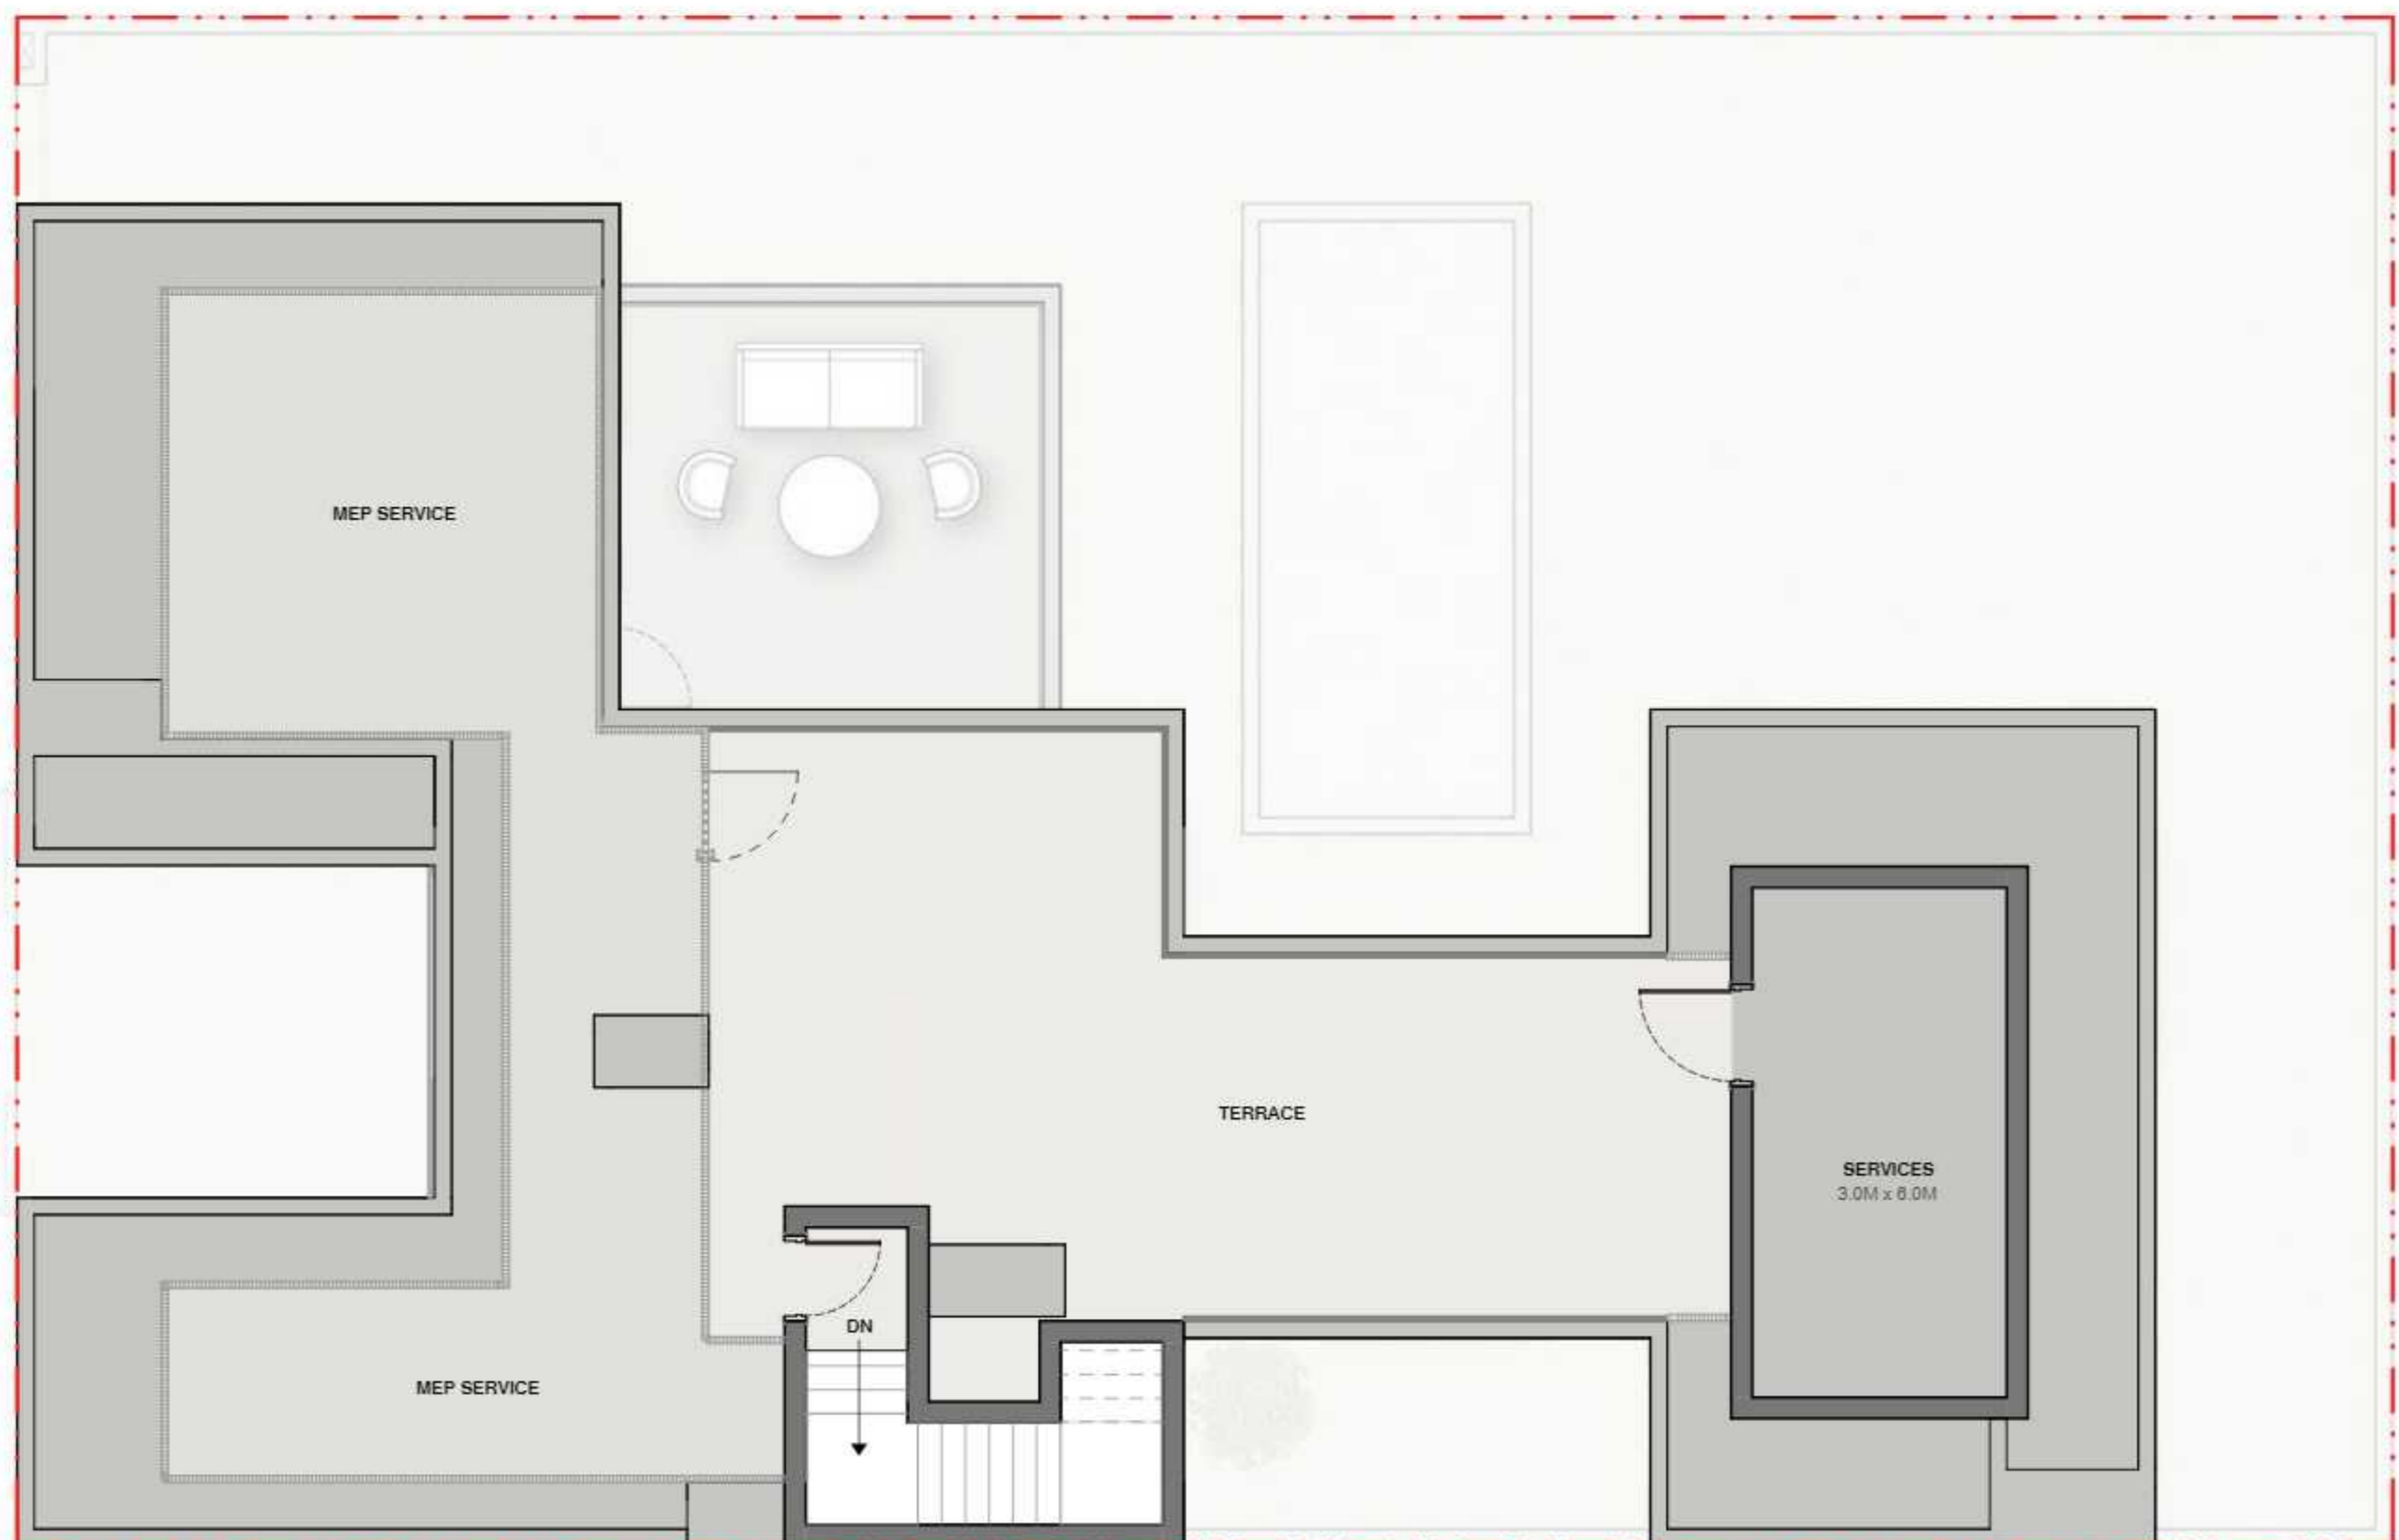 MEP SERVICE
TERRACE
SERVICES
3.0M x 6.0M
DN
MEP SERVICE